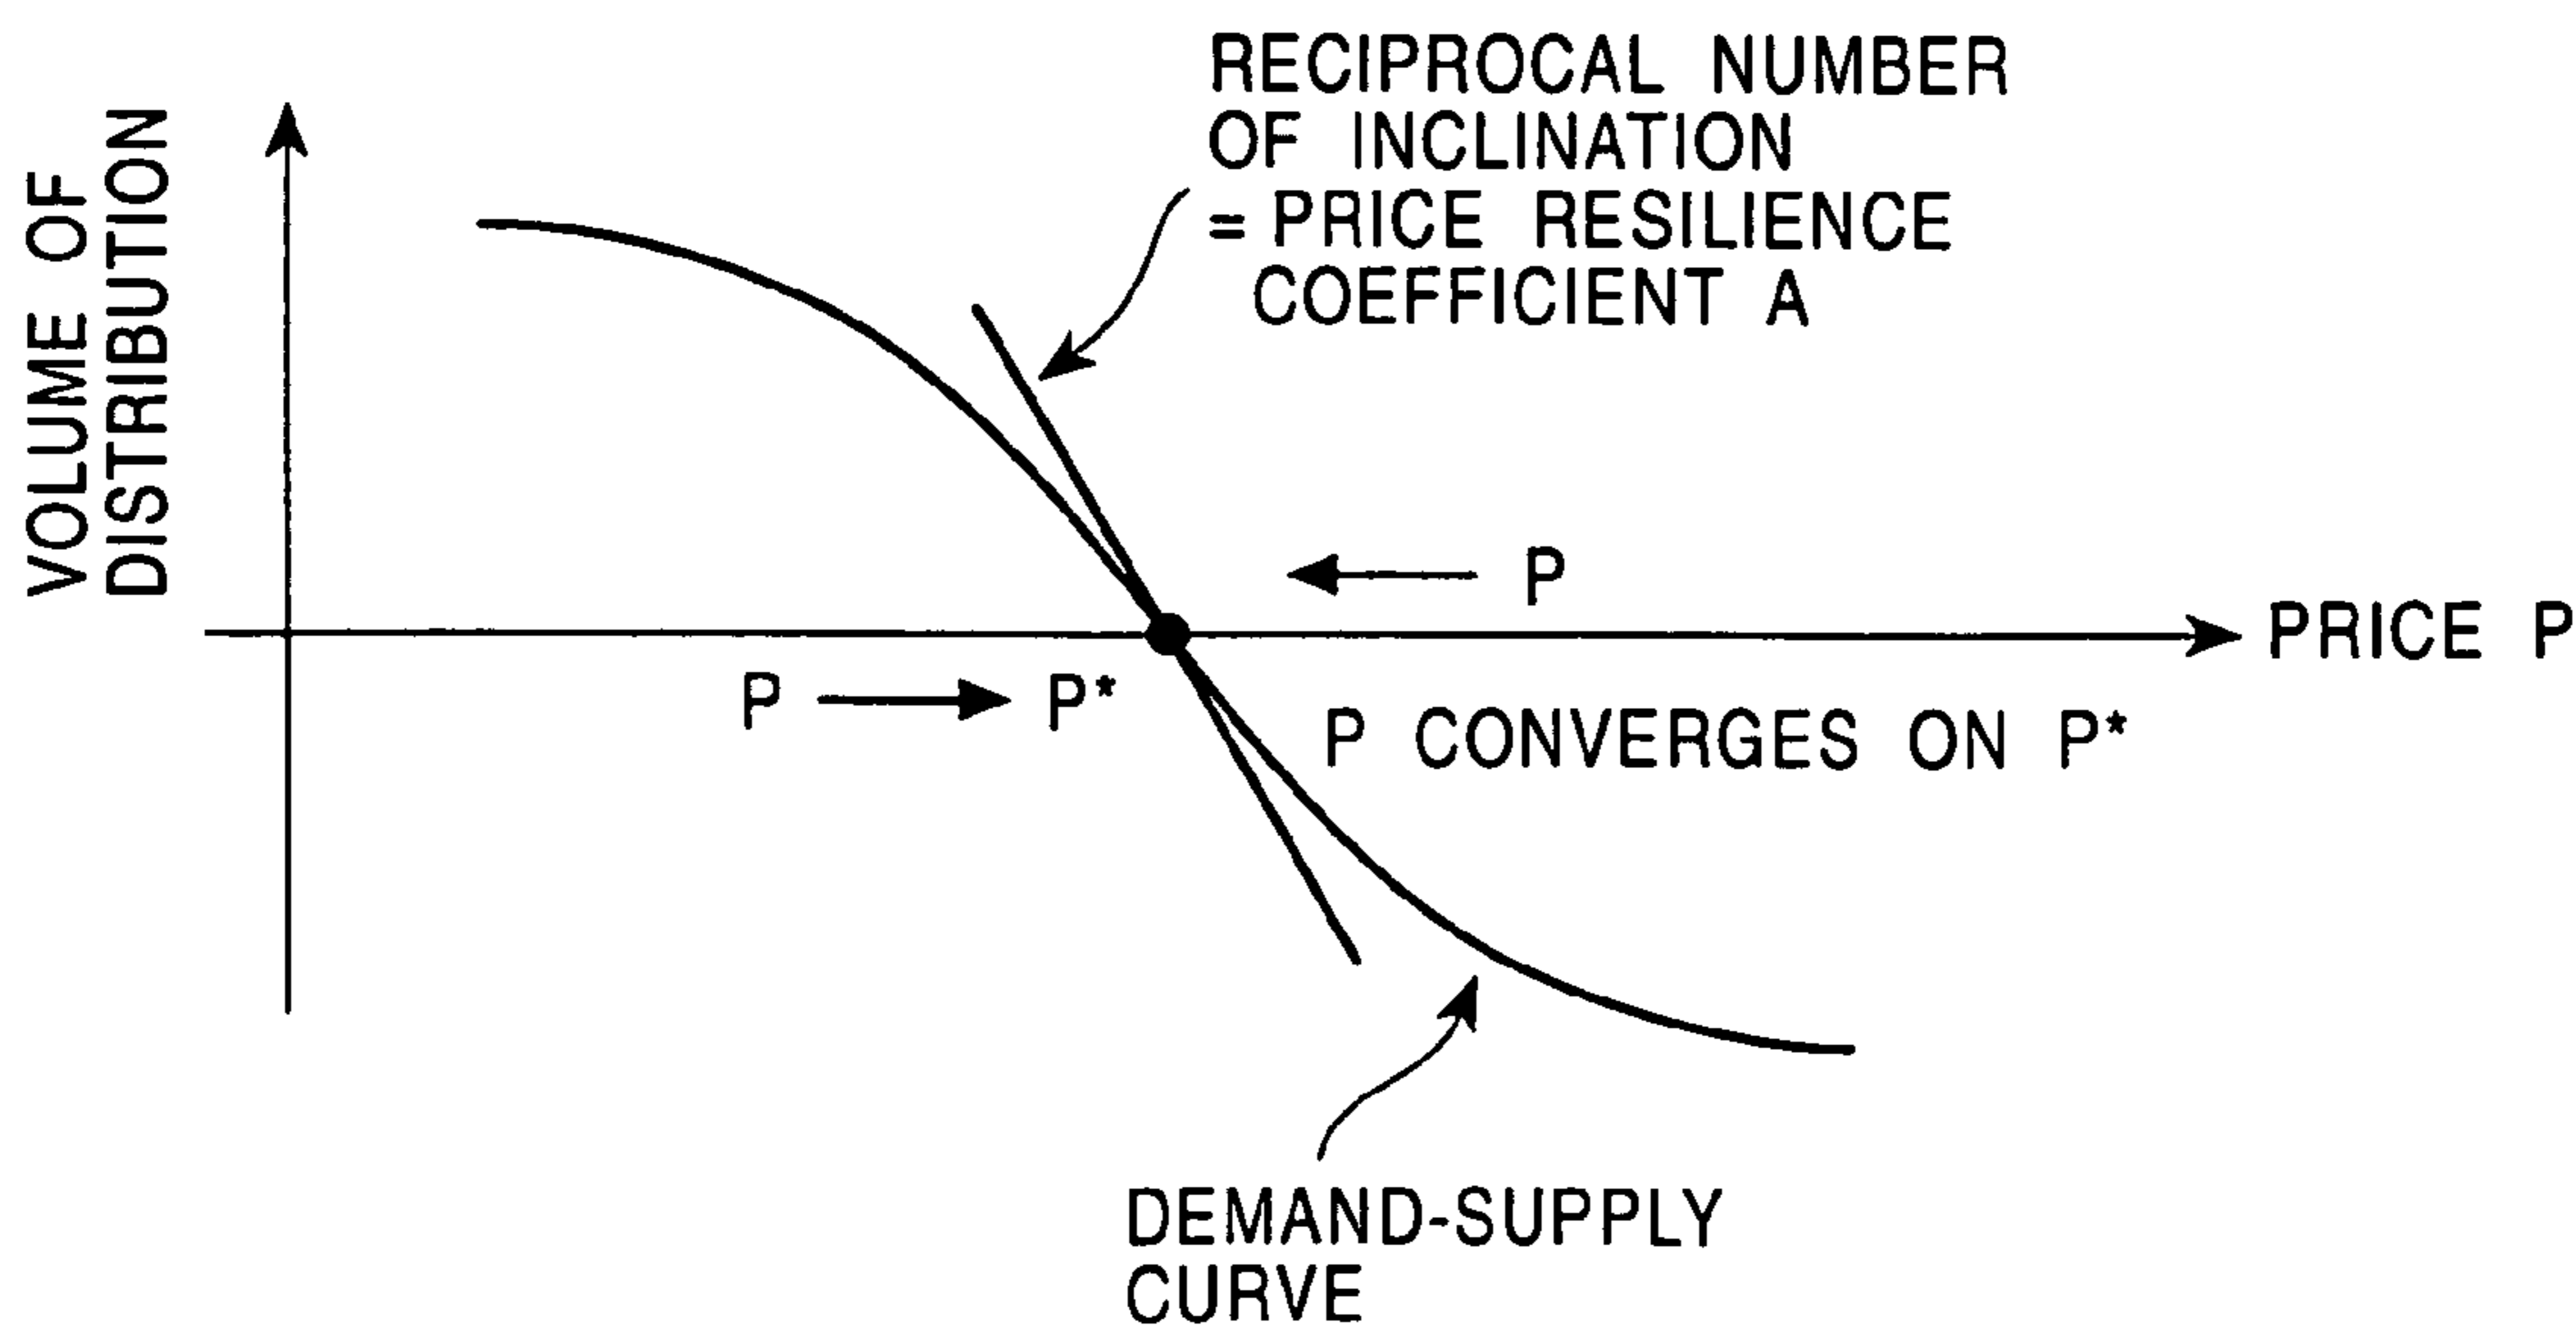 VOLUME OF
DISTRIBUTION
RECIPROCAL NUMBER
OF INCLINATION
= PRICE RESILIENCE
COEFFICIENT A
P
PRICE P
P P*
P CONVERGES ON P*
DEMAND-SUPPLY
CURVE